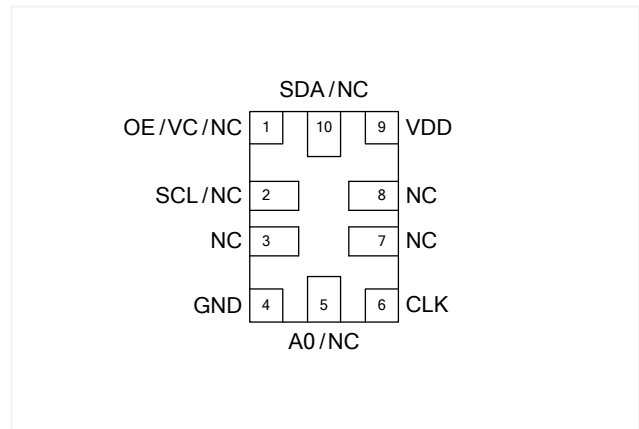 SDA/NC
OE/VC/NC 1 10 9 VDD
SCL/NC 2 8 NC
NC 3 7 NC
GND 4 5 6 CLK
A0/NC